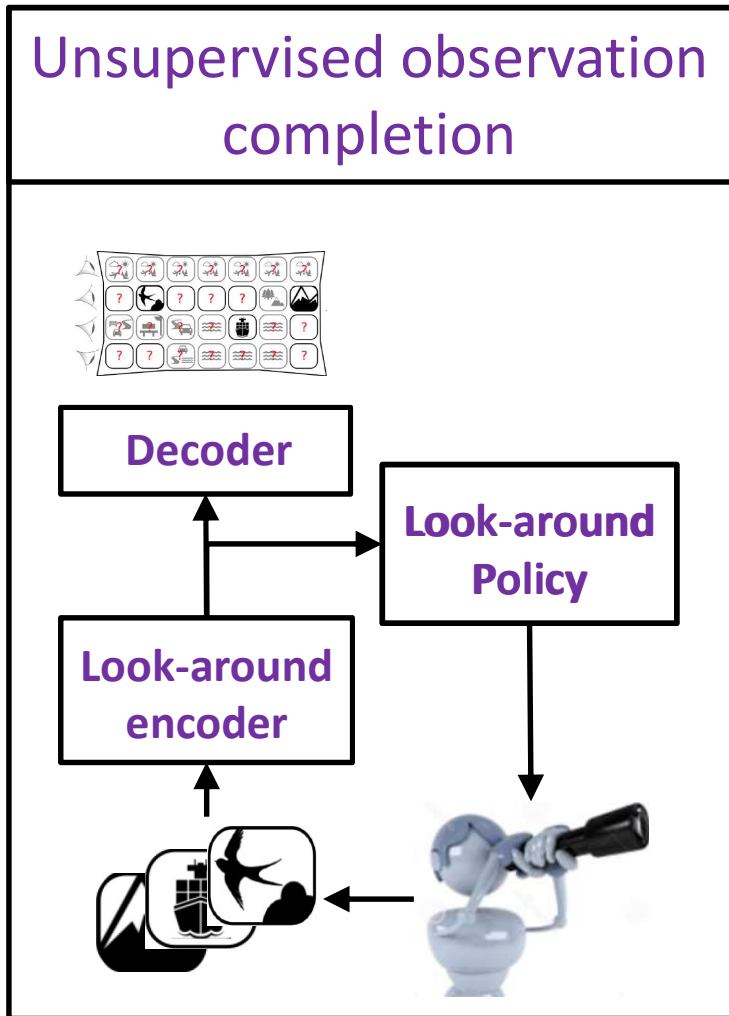 Unsupervised observation
completion
? ? ? ? ? ? ?
? ? ? ?
? ? ? ? ? ?
? ? ? ? ? ? ?
Decoder
Look-around
Policy
Look-around
encoder